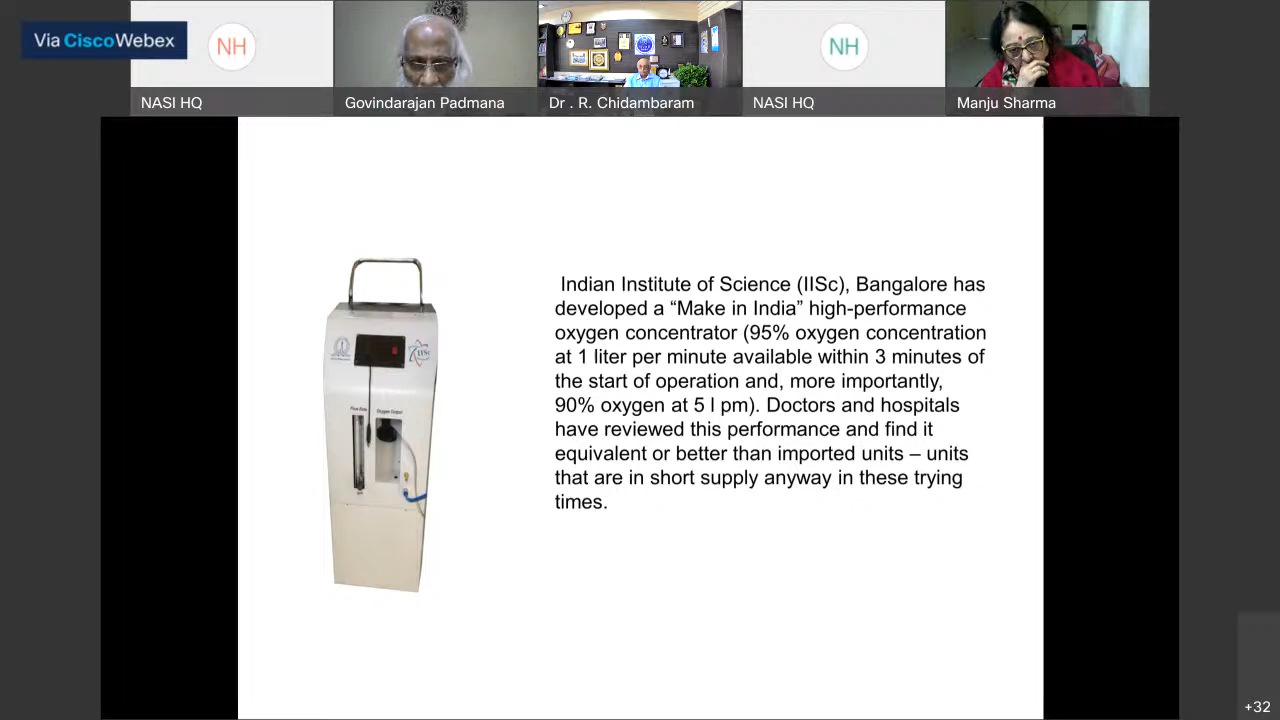 Via CiscoWebex
NH
NH
NASI HQ
Govindarajan Padmana
Dr . R. Chidambaram
NASI HQ
Manju Sharma
Indian Institute of Science (IISc), Bangalore has
developed a “Make in India” high-performance
oxygen concentrator (95% oxygen concentration
at 1 liter per minute available within 3 minutes of
the start of operation and, more importantly,
90% oxygen at 5 l pm). Doctors and hospitals
have reviewed this performance and find it
equivalent or better than imported units – units
that are in short supply anyway in these trying
times.
IISc
Flow Rate
Oxygen Output
+32